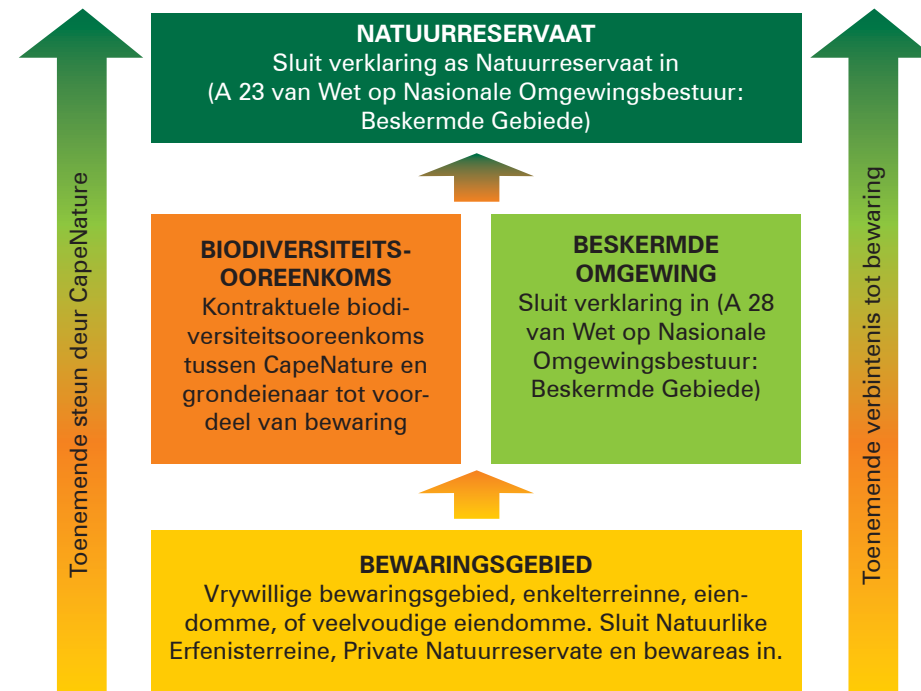 Toenemende steun deur CapeNature
NATUURRESERVAAT
Sluit verklaring as Natuurreservaat in
(A 23 van Wet op Nasionale Omgewingsbestuur:
Beskermde Gebiede)
BIODIVERSITEITS-
OOREENKOMS
Kontraktuele biodi-
versiteitsooreenkoms
tussen CapeNature en
grondeienaar tot voor-
deel van bewaring
BESKERMDE
OMGEWING
Sluit verklaring in (A 28
van Wet op Nasionale
Omgewingsbestuur:
Beskermde Gebiede)
BEWARINGSGEBIED
Vrywillige bewaringsgebied, enkelterreinne, eien-
domme, of veelvoudige eiendomme. Sluit Natuurlike
Erfenisterreine, Private Natuurreservate en bewareas in.
Toenemende verbintenis tot bewaring